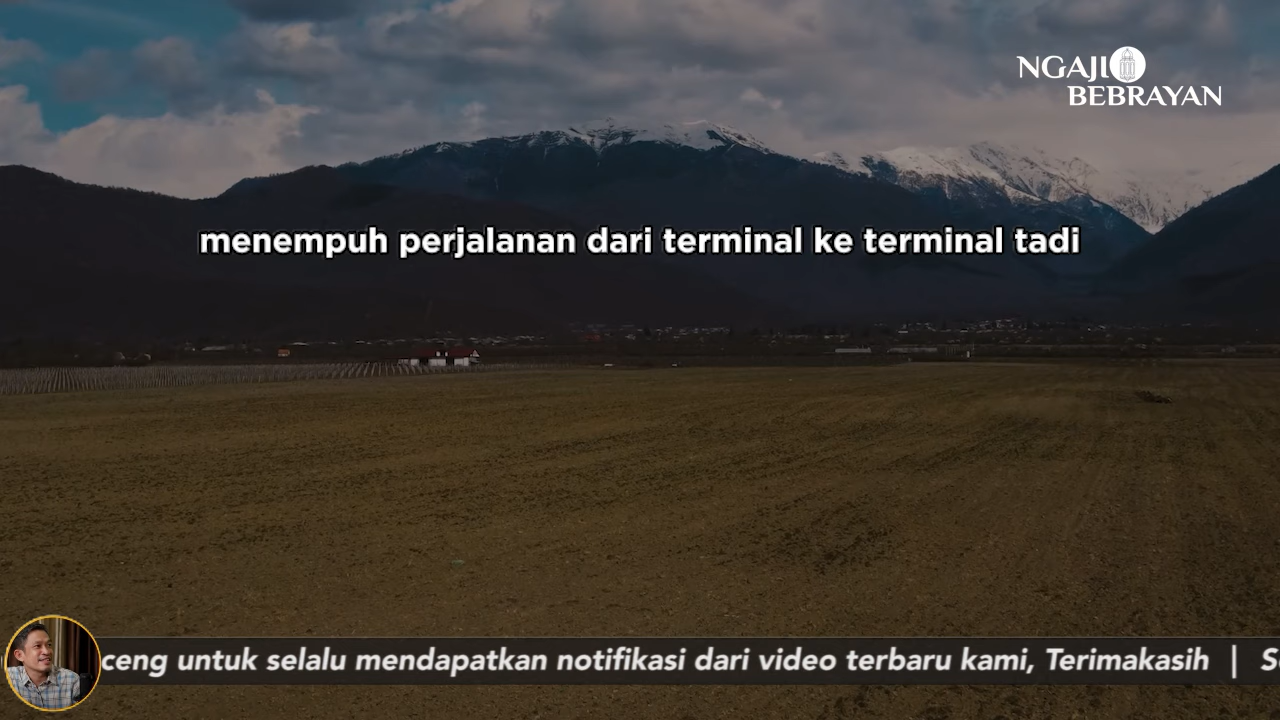 NGAJI
BEBRAYAN
menempuh perjalanan dari terminal ke terminal tadi
ceng untuk selalu mendapatkan notifikasi dari video terbaru kami, Terimakasih |